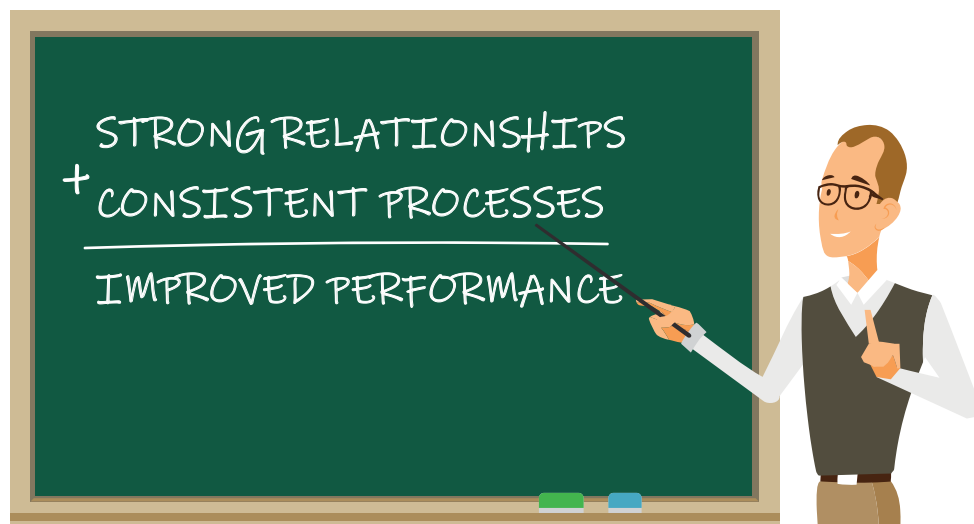 STRONG RELATIONSHIPS
+ CONSISTENT PROCESSES
IMPROVED PERFORMANCE